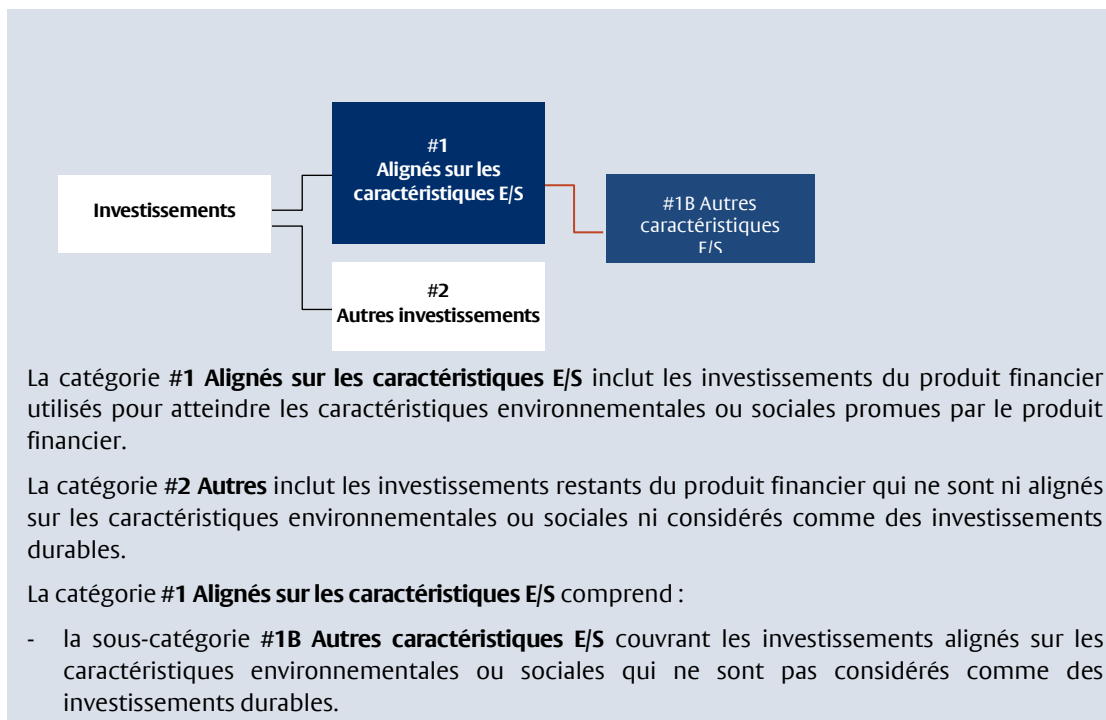 #1
Alignés sur les
caractéristiques E/S
Investissements
#1B Autres
caractéristiques
E/S
#2
Autres investissements
La catégorie #1 Alignés sur les caractéristiques E/S inclut les investissements du produit financier
utilisés pour atteindre les caractéristiques environnementales ou sociales promues par le produit
financier.
La catégorie #2 Autres inclut les investissements restants du produit financier qui ne sont ni alignés
sur les caractéristiques environnementales ou sociales ni considérés comme des investissements
durables.
La catégorie #1 Alignés sur les caractéristiques E/S comprend :
- la sous-catégorie #1B Autres caractéristiques E/S couvrant les investissements alignés sur les
caractéristiques environnementales ou sociales qui ne sont pas considérés comme des
investissements durables.